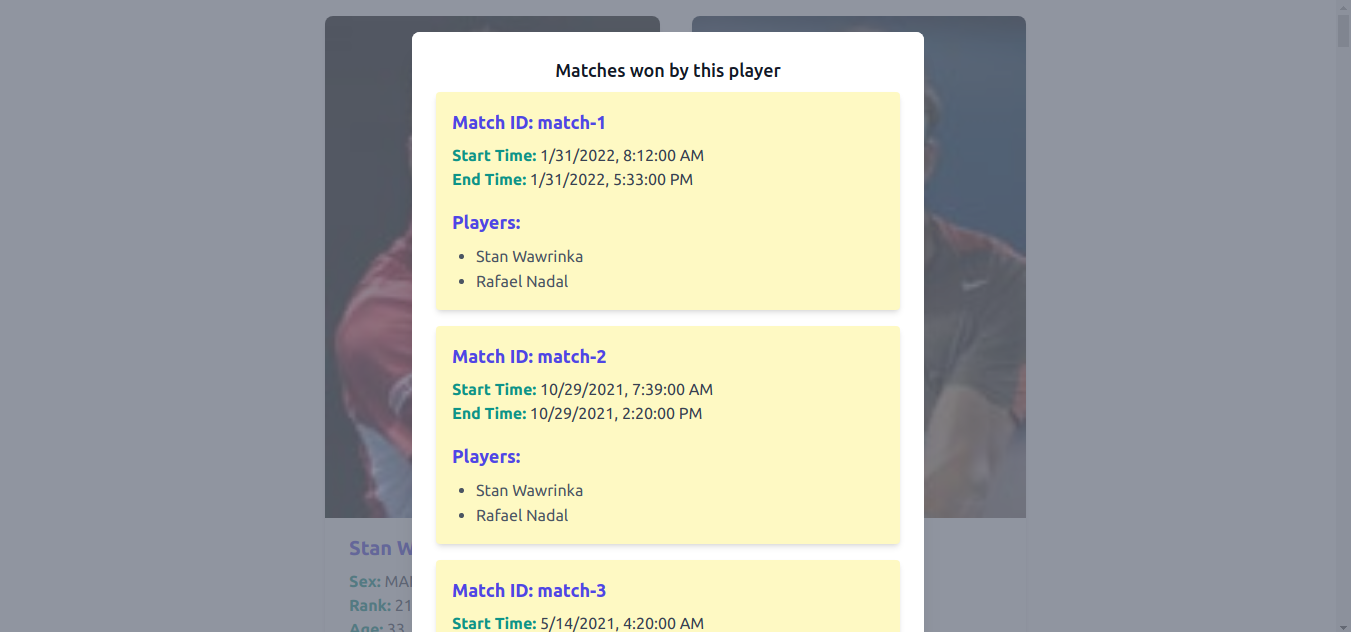 Matches won by this player
Match ID: match-1
Start Time: 1/31/2022, 8:12:00 AM
End Time: 1/31/2022, 5:33:00 PM
Players:
Stan Wawrinka
Rafael Nadal
Match ID: match-2
Start Time: 10/29/2021, 7:39:00 AM
End Time: 10/29/2021, 2:20:00 PM
Players:
Stan Wawrinka
Rafael Nadal
Match ID: match-3
Start Time: 5/14/2021, 4:20:00 AM
Stan W
Sex: MAL
Rank: 21
Age: 33